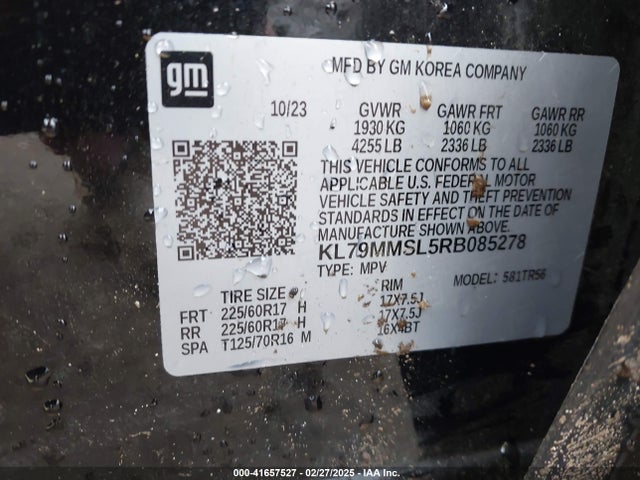 gm
MFD BY GM KOREA COMPANY
10/23 GVWR GAWR FRT GAWR RR
1930 KG 1060 KG 1060 KG
4255 LB 2336 LB 2336 LB
THIS VEHICLE CONFORMS TO ALL
APPLICABLE U.S. FEDERAL MOTOR
VEHICLE SAFETY AND THEFT PREVENTION
STANDARDS IN EFFECT ON THE DATE OF
MANUFACTURE SHOWN ABOVE.
KL79MMSL5RB085278
TYPE: MPV MODEL: 581TR56
TIRE SIZE RIM
FRT 225/60R17 H 17X7.5J
RR 225/60R17 H 17X7.5J
SPA T125/70R16 M 16X4BT
000-41657527 - 02/27/2025 - IAA Inc.